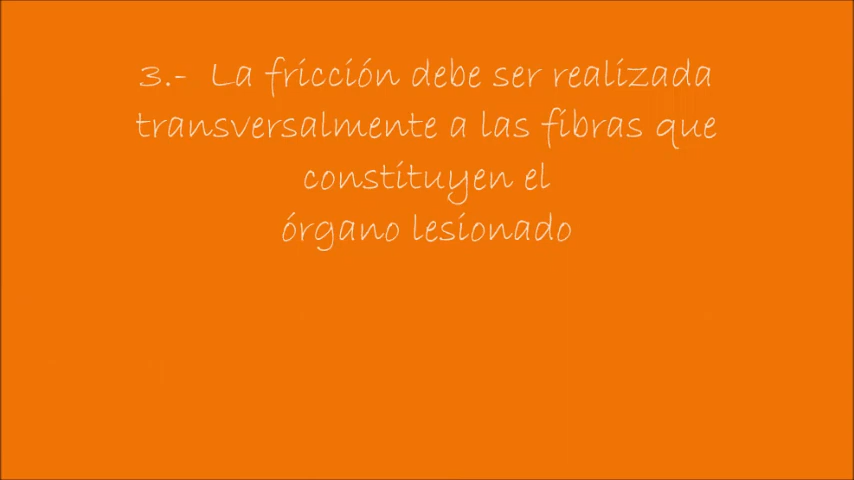 3.- La fricción debe ser realizada
transversalmente a las fibras que
constituyen el
órgano lesionado